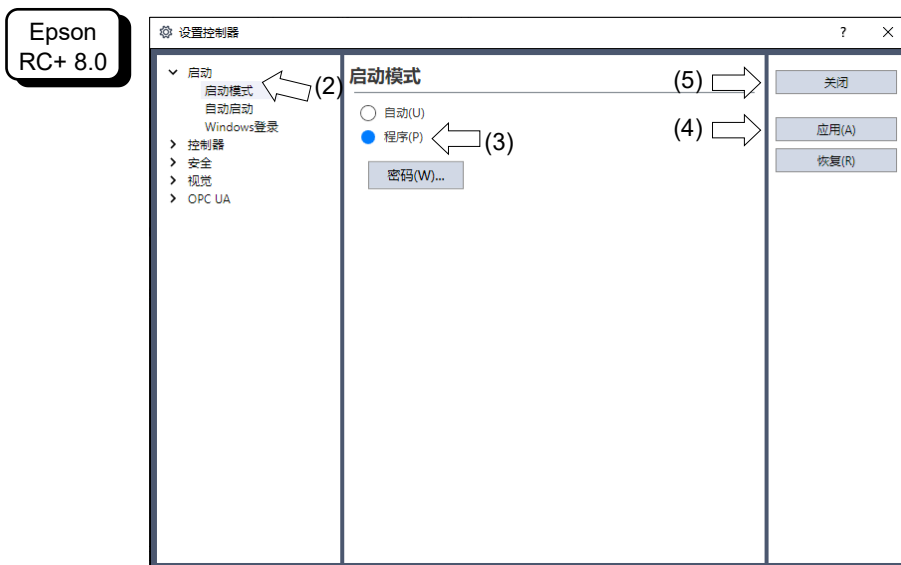 Epson
RC+ 8.0
设置控制器
?
启动
启动模式
(2)
自动启动
Windows登录
控制器
安全
视觉
OPC UA
启动模式
自动(U)
程序(P)
(3)
密码(W)...
(5)
关闭
(4)
应用(A)
恢复(R)